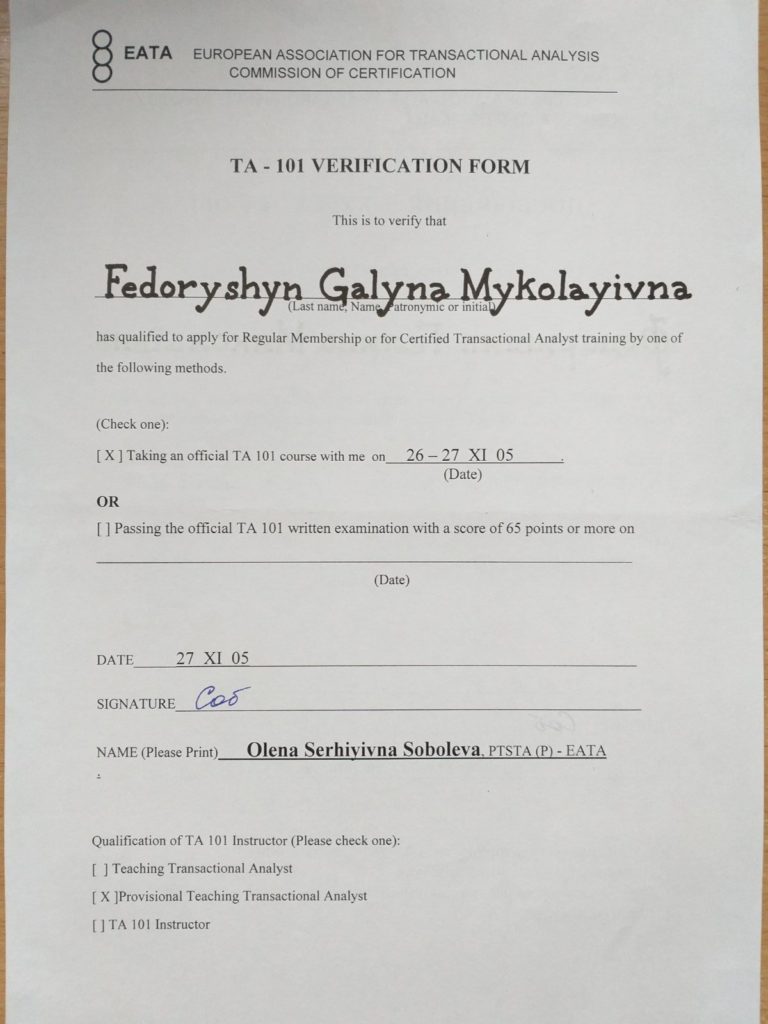 EATA EUROPEAN ASSOCIATION FOR TRANSACTIONAL ANALYSIS
COMMISSION OF CERTIFICATION
TA - 101 VERIFICATION FORM
This is to verify that
Fedoryshyn Galyna Mykolayivna
(Last name, Name, Patronymic or initial)
has qualified to apply for Regular Membership or for Certified Transactional Analyst training by one of
the following methods.
(Check one):
[ X ] Taking an official TA 101 course with me on 26 – 27 XI 05 .
(Date)
OR
[ ] Passing the official TA 101 written examination with a score of 65 points or more on
(Date)
DATE 27 XI 05
SIGNATURE Соб
NAME (Please Print) Olena Serhiyivna Soboleva, PTSTA (P) - EATA
.
Qualification of TA 101 Instructor (Please check one):
[ ] Teaching Transactional Analyst
[ X ]Provisional Teaching Transactional Analyst
[ ] TA 101 Instructor